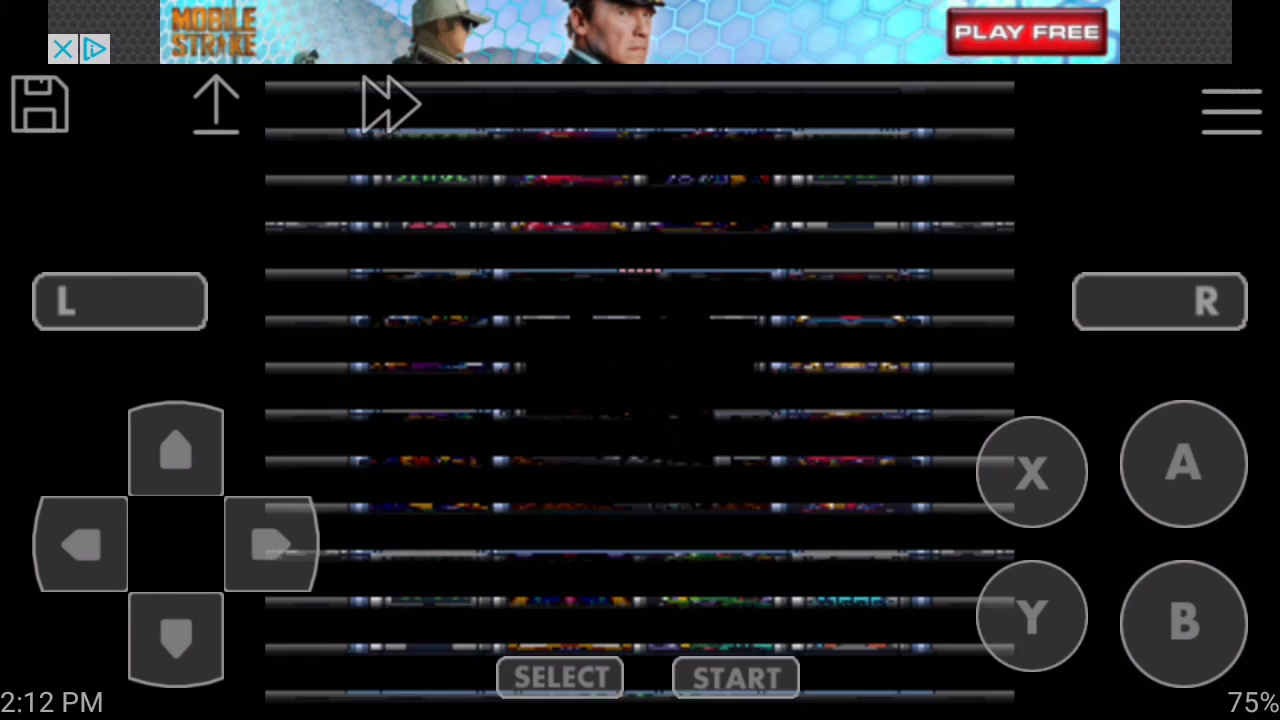 MOBILE
STRIKE
PLAY FREE
L
R
X
A
Y
B
SELECT
START
2:12 PM
75%